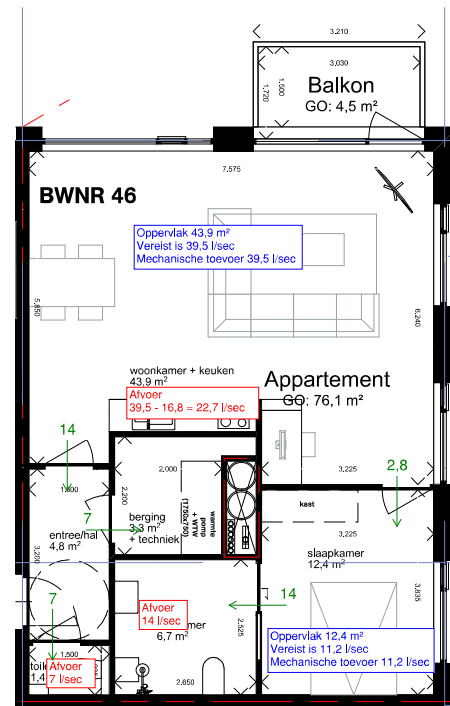 3.210
3.030
1.720
1.500
Balkon
GO: 4,5 m²
7.575
BWNR 46
Oppervlak 43,9 m²
Vereist is 39,5 l/sec
Mechanische toevoer 39,5 l/sec
5.850
6.240
woonkamer + keuken
43,9 m²
Appartement
GO: 76,1 m²
Afvoer
39,5 - 16,8 = 22,7 l/sec
14
2.000
3.225
2,8
2.200
warmte
pomp
+ WTW
(1750x750)
kast
7
berging
3,3 m²
+ techniek
3.225
entree/hal
4,8 m²
3.200
slaapkamer
12,4 m²
3.835
7
Afvoer
14 l/sec
mer
6,7 m²
14
2.525
Oppervlak 12,4 m²
Vereist is 11,2 l/sec
Mechanische toevoer 11,2 l/sec
1.500
toil
1,4
Afvoer
7 l/sec
2.650